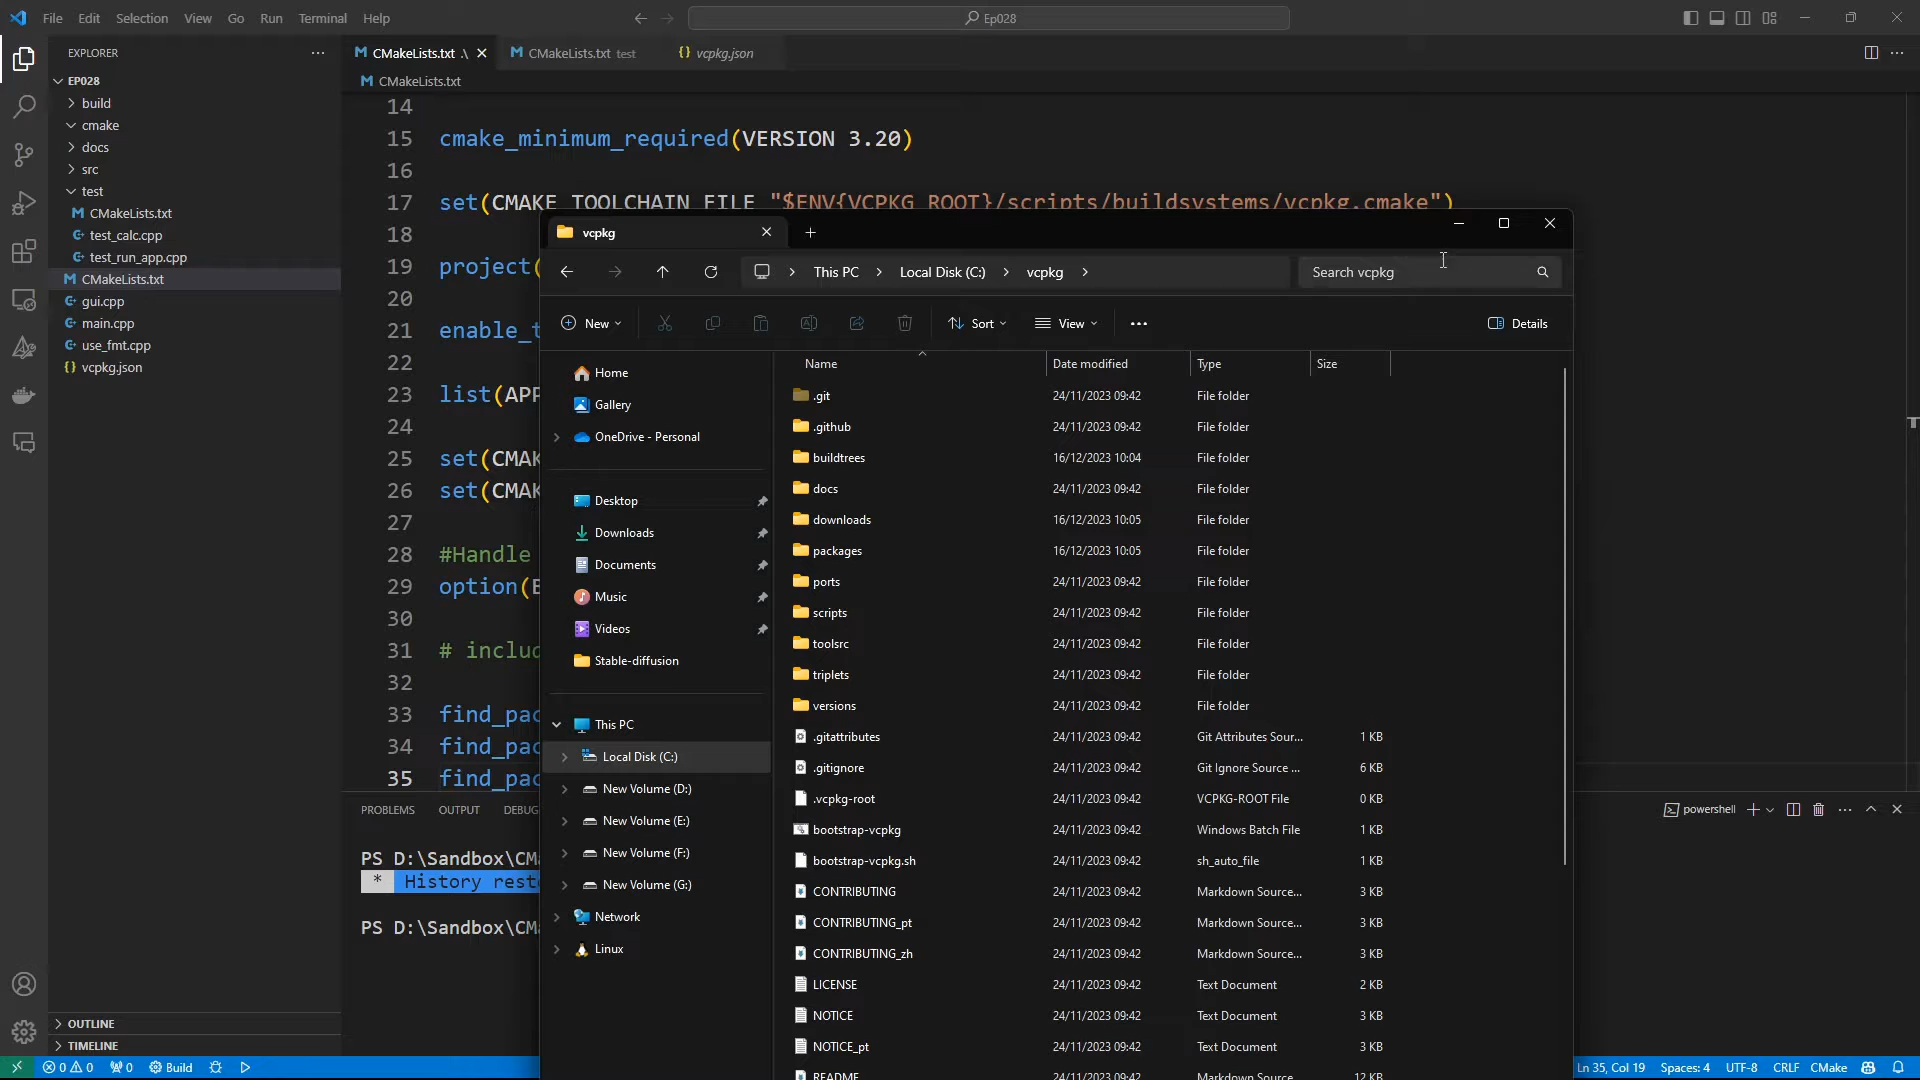 File Edit Selection View Go Run Terminal Help
Ep028
EXPLORER
CMakeLists.txt .\
CMakeLists.txt test
vcpkg.json
CMakeLists.txt
EP028
build
cmake
docs
src
test
CMakeLists.txt
test_calc.cpp
test_run_app.cpp
CMakeLists.txt
gui.cpp
main.cpp
use_fmt.cpp
vcpkg.json
OUTLINE
TIMELINE
14
15 cmake_minimum_required(VERSION 3.20)
16
17 set(CMAKE_TOOLCHAIN_FILE "$ENV{VCPKG_ROOT}/scripts/buildsystems/vcpkg.cmake")
18
19 project(
20
21 enable_t
22
23 list(APP
24
25 set(CMAK
26 set(CMAK
27
28 #Handle
29 option(
30
31 # includ
32
33 find_pac
34 find_pac
35 find_pac
vcpkg
This PC > Local Disk (C:) > vcpkg >
Search vcpkg
New
Sort
View
Details
Home
Gallery
OneDrive - Personal
Desktop
Downloads
Documents
Music
Videos
Stable-diffusion
This PC
Local Disk (C:)
New Volume (D:)
New Volume (E:)
New Volume (F:)
New Volume (G:)
Network
Linux
Name Date modified Type Size
.git 24/11/2023 09:42 File folder
.github 24/11/2023 09:42 File folder
buildtrees 16/12/2023 10:04 File folder
docs 24/11/2023 09:42 File folder
downloads 16/12/2023 10:05 File folder
packages 16/12/2023 10:05 File folder
ports 24/11/2023 09:42 File folder
scripts 24/11/2023 09:42 File folder
toolsrc 24/11/2023 09:42 File folder
triplets 24/11/2023 09:42 File folder
versions 24/11/2023 09:42 File folder
.gitattributes 24/11/2023 09:42 Git Attributes Sour... 1 KB
.gitignore 24/11/2023 09:42 Git Ignore Source ... 6 KB
.vcpkg-root 24/11/2023 09:42 VCPKG-ROOT File 0 KB
bootstrap-vcpkg 24/11/2023 09:42 Windows Batch File 1 KB
bootstrap-vcpkg.sh 24/11/2023 09:42 sh_auto_file 1 KB
CONTRIBUTING 24/11/2023 09:42 Markdown Source... 3 KB
CONTRIBUTING_pt 24/11/2023 09:42 Markdown Source... 3 KB
CONTRIBUTING_zh 24/11/2023 09:42 Markdown Source... 3 KB
LICENSE 24/11/2023 09:42 Text Document 2 KB
NOTICE 24/11/2023 09:42 Text Document 3 KB
NOTICE_pt 24/11/2023 09:42 Text Document 3 KB
README 24/11/2023 09:42 Markdown Source... 12 KB
PROBLEMS OUTPUT DEBUG
powershell
PS D:\Sandbox\CMa
* History rest
PS D:\Sandbox\CMa
0 0 0 Build
Ln 35, Col 19 Spaces: 4 UTF-8 CRLF CMake